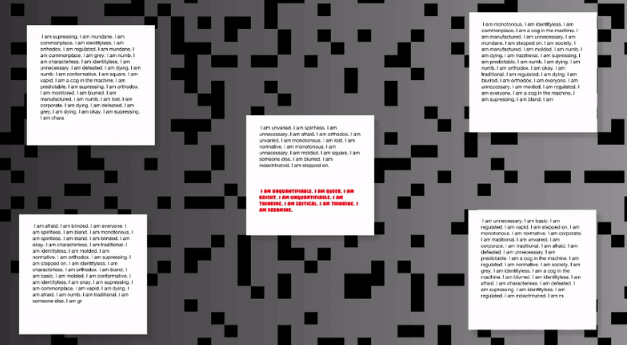 I am supressing. I am mundane. I am
commonplace. I am identityless. I am
orthodox. I am regulated. I am mundane. I
am commonplace. I am grey. I am numb. I
am characterless. I am identityless. I am
unnecessary. I am defeated. I am dying. I am
numb. I am conformative. I am square. I am
vapid. I am a cog in the machine. I am
predictable. I am supressing. I am orthodox.
I am monitored. I am blurred. I am
manufactured. I am numb. I am lost. I am
corporate. I am dying. I am defeated. I am
grey. I am dying. I am okay. I am supressing.
I am chara
I am monotonous. I am identityless. I am
commonplace. I am a cog in the machine. I
am manufactured. I am unnecessary. I am
mundane. I am stepped on. I am society. I
am dying. I am traditional. I am supressing. I
am predictable. I am numb. I am dying. I am
numb. I am orthodox. I am okay. I am
traditional. I am regulated. I am dying. I am
numb. I am orthodox. I am everyone. I am
unnecessary. I am molded. I am regulated. I
am everyone. I am a cog in the machine. I
am supressing. I am bland. I am
I am unvaried. I am spiritless. I am
unnecessary. I am afraid. I am orthodox. I am
unvaried. I am monotonous. I am lost. I am
normative. I am monotonous. I am
unnecessary. I am molded. I am square. I am
someone else. I am blurred. I am
indoctrinated. I am stepped on.
I AM UNQUANTIFIABLE. I AM QUEER. I AM
I AM UNQUANTIFIABLE. I AM
THINKING. I AM CRITICAL. I AM THINKING. I
AM DREAMING.
I am afraid. I am blinded. I am everyone. I
am spiritless. I am bland. I am monotonous. I
am spiritless. I am bland. I am blinded. I am
okay. I am characterless. I am traditional. I
am identityless. I am molded. I am
normative. I am orthodox. I am supressing. I
am stepped on. I am identityless. I am
characterless. I am orthodox. I am bland. I
am basic. I am molded. I am conformative. I
am identityless. I am okay. I am supressing. I
am commonplace. I am vapid. I am dying. I
am afraid. I am numb. I am traditional. I am
someone else. I am gr
I am unnecessary. I am basic. I am
regulated. I am vapid. I am stepped on. I am
monotonous. I am normative. I am corporate.
I am traditional. I am unvaried. I am
corporate. I am traditional. I am afraid. I am
defeated. I am unnecessary. I am
predictable. I am a cog in the machine. I am
regulated. I am normative. I am society. I am
grey. I am identityless. I am a cog in the
machine. I am blurred. I am identityless. I am
afraid. I am characterless. I am defeated. I
am supressing. I am identityless. I am
regulated. I am indoctrinated. I am m